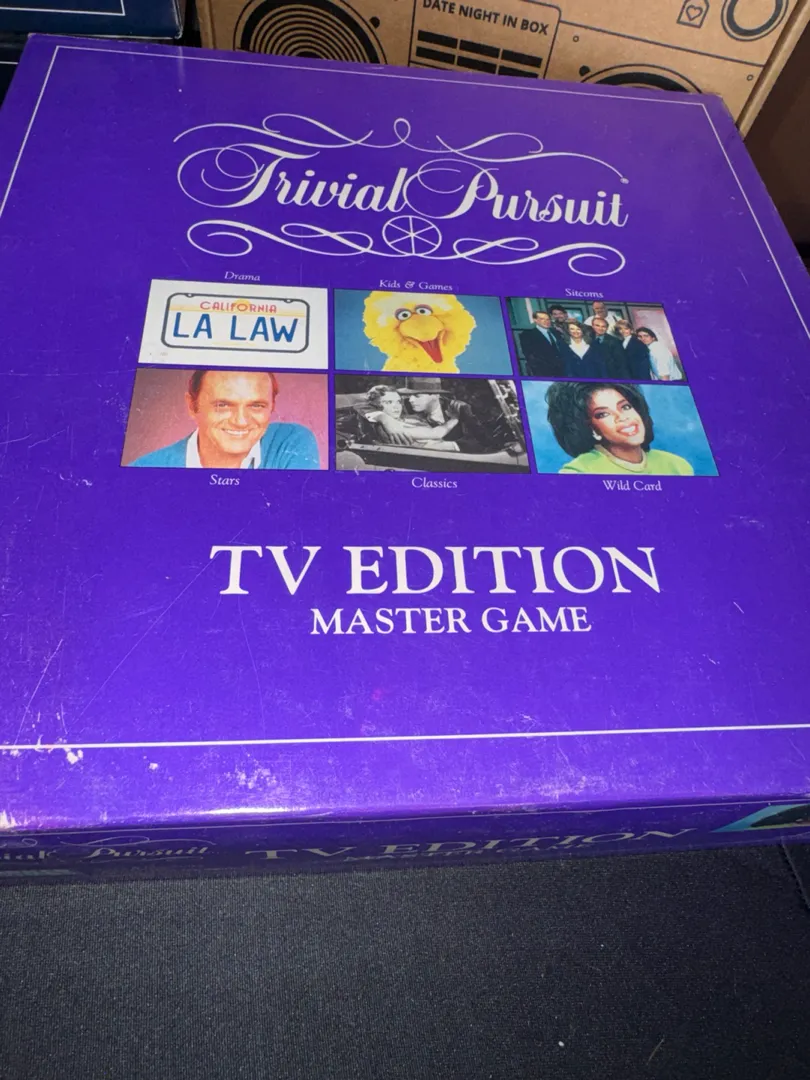 DATE NIGHT IN BOX
Trivial Pursuit
Drama
Kids & Games
Sitcoms
CALIFORNIA
LA LAW
Stars
Classics
Wild Card
TV EDITION
MASTER GAME
Pursuit
TV EDITION